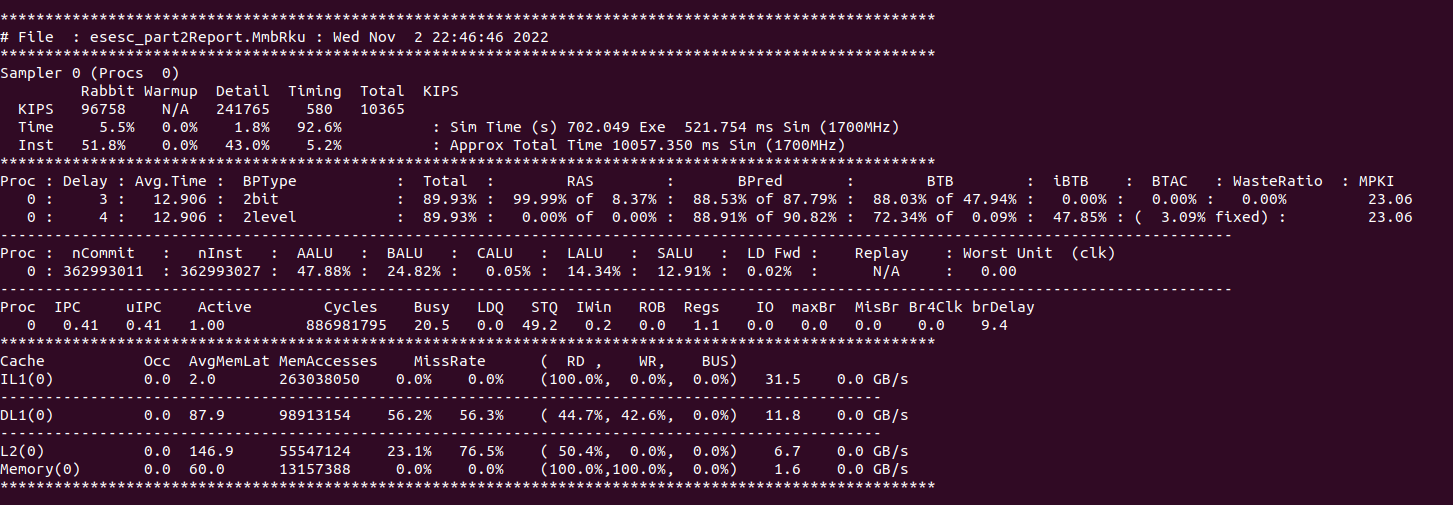 ********************************************************************************************************
# File  : esesc_part2Report.MmbRku : Wed Nov  2 22:46:46 2022
********************************************************************************************************
Sampler 0 (Procs  0)
         Rabbit Warmup  Detail  Timing  Total  KIPS
  KIPS   96758    N/A  241765    580   10365
  Time     5.5%  0.0%    1.8%  92.6%          : Sim Time (s) 702.049 Exe  521.754 ms Sim (1700MHz)
  Inst   51.8%   0.0%   43.0%   5.2%          : Approx Total Time 10057.350 ms Sim (1700MHz)
********************************************************************************************************
Proc : Delay : Avg.Time :  BPType           :  Total  :        RAS        :       BPred       :        BTB        :  iBTB    :  BTAC   : WasteRatio  : MPKI
   0 :     3 :   12.906 :  2bit             :  89.93% :  99.99% of  8.37% :  88.53% of 87.79% :  88.03% of 47.94% :   0.00% :   0.00% :   0.00%         23.06
   0 :     4 :   12.906 :  2level           :  89.93% :   0.00% of  0.00% :  88.91% of 90.82% :  72.34% of  0.09% :  47.85% : (  3.09% fixed) :         23.06
-----------------------------------------------------------------------------------------------------------------------------------------
Proc :  nCommit   :   nInst   :  AALU   :  BALU   :  CALU   :  LALU   :  SALU   :  LD Fwd :    Replay    : Worst Unit  (clk)
   0 : 362993011  : 362993027 : 47.88% : 24.82% :   0.05% :  14.34% : 12.91% :  0.02%  :      N/A     :   0.00
-----------------------------------------------------------------------------------------------------------------------------------------
Proc  IPC    uIPC    Active        Cycles    Busy   LDQ   STQ  IWin   ROB  Regs    IO  maxBr  MisBr Br4Clk brDelay
   0   0.41   0.41   1.00         886981795   20.5   0.0  49.2   0.2   0.0   1.1    0.0   0.0   0.0    0.0    9.4
********************************************************************************************************
Cache           Occ  AvgMemLat MemAccesses    MissRate      (  RD ,    WR,    BUS)
IL1(0)          0.0  2.0       263038050    0.0%    0.0%    (100.0%,  0.0%,  0.0%)   31.5    0.0 GB/s
--------------------------------------------------------------------------------------------------
DL1(0)          0.0  87.9      98913154    56.2%   56.3%    ( 44.7%, 42.6%,  0.0%)   11.8    0.0 GB/s
--------------------------------------------------------------------------------------------------
L2(0)           0.0  146.9     55547124    23.1%   76.5%    ( 50.4%,  0.0%,  0.0%)    6.7    0.0 GB/s
Memory(0)       0.0  60.0      13157388     0.0%    0.0%    (100.0%,100.0%,  0.0%)    1.6    0.0 GB/s
********************************************************************************************************